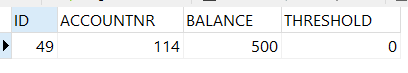 ID ACCOUNTNR BALANCE THRESHOLD
49 114 500 0